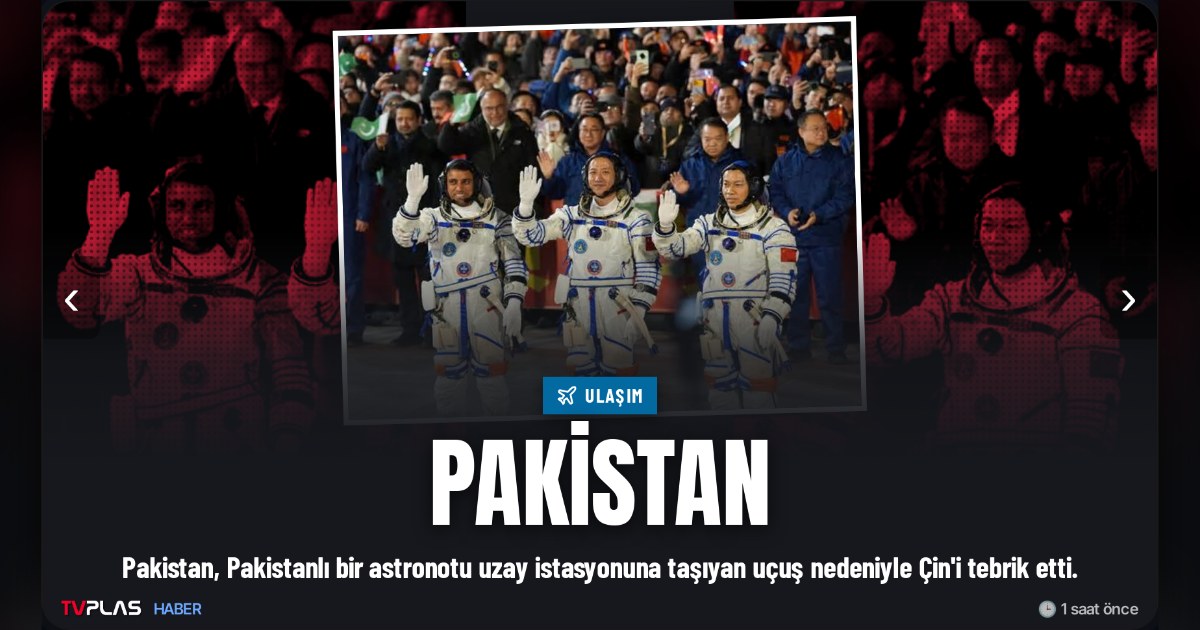 ULAŞIM
PAKİSTAN
Pakistan, Pakistanlı bir astronotu uzay istasyonuna taşıyan uçuş nedeniyle Çin'i tebrik etti.
TVPLAS HABER
1 saat önce